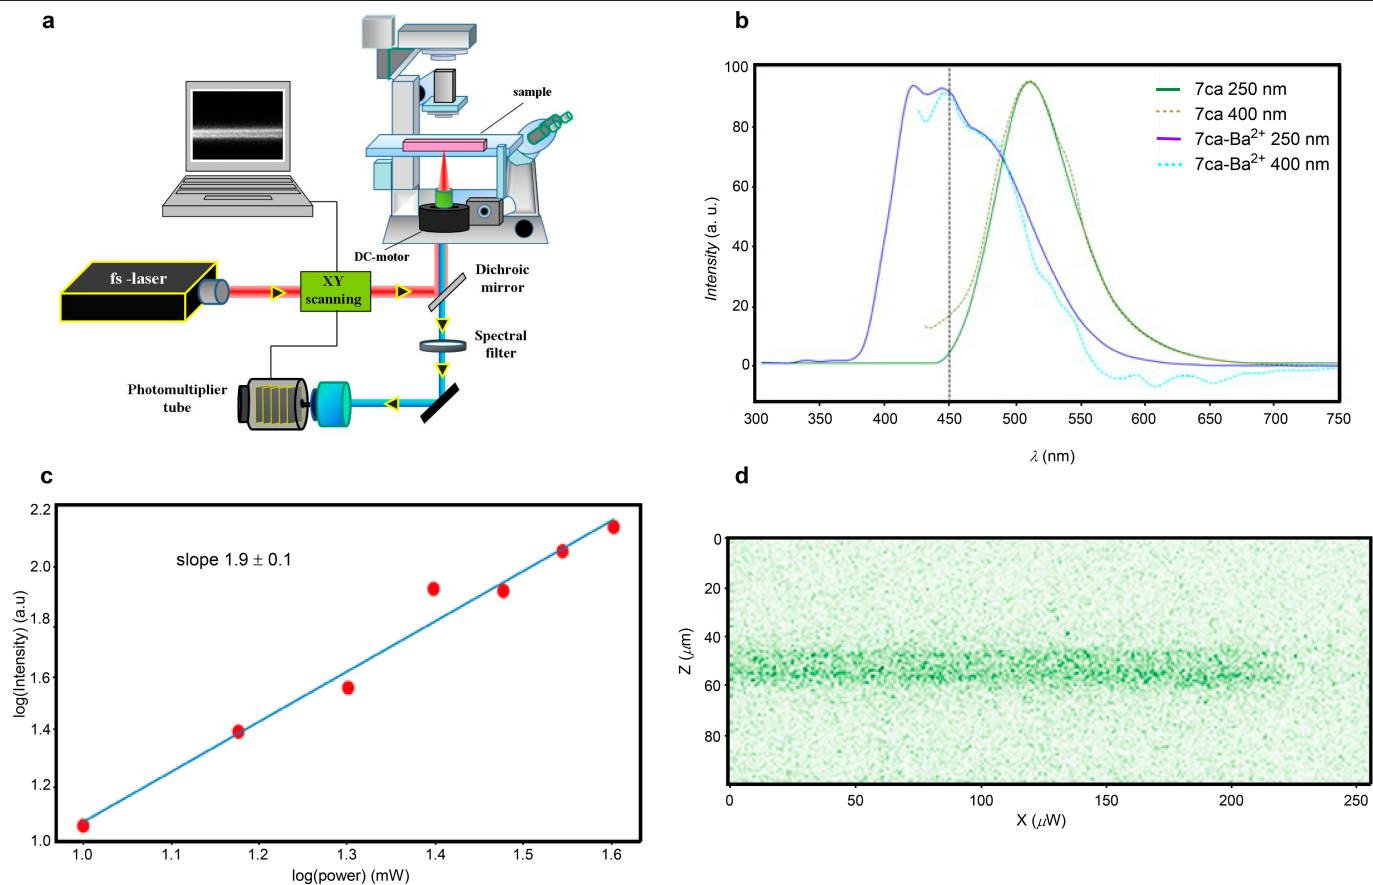 a
sample
DC-motor
fs -laser
XY
scanning
Dichroic
mirror
Spectral
filter
Photomultiplier
tube
b
100
80
60
40
20
0
Intensity (a. u.)
7ca 250 nm
7ca 400 nm
7ca-Ba2+ 250 nm
7ca-Ba2+ 400 nm
300 350 400 450 500 550 600 650 700 750
λ (nm)
c
2.2
2.0
1.8
1.6
1.4
1.2
1.0
log(Intensity) (a.u)
slope 1.9 ± 0.1
1.0 1.1 1.2 1.3 1.4 1.5 1.6
log(power) (mW)
d
0
20
40
60
80
Z (μm)
0 50 100 150 200 250
X (μW)